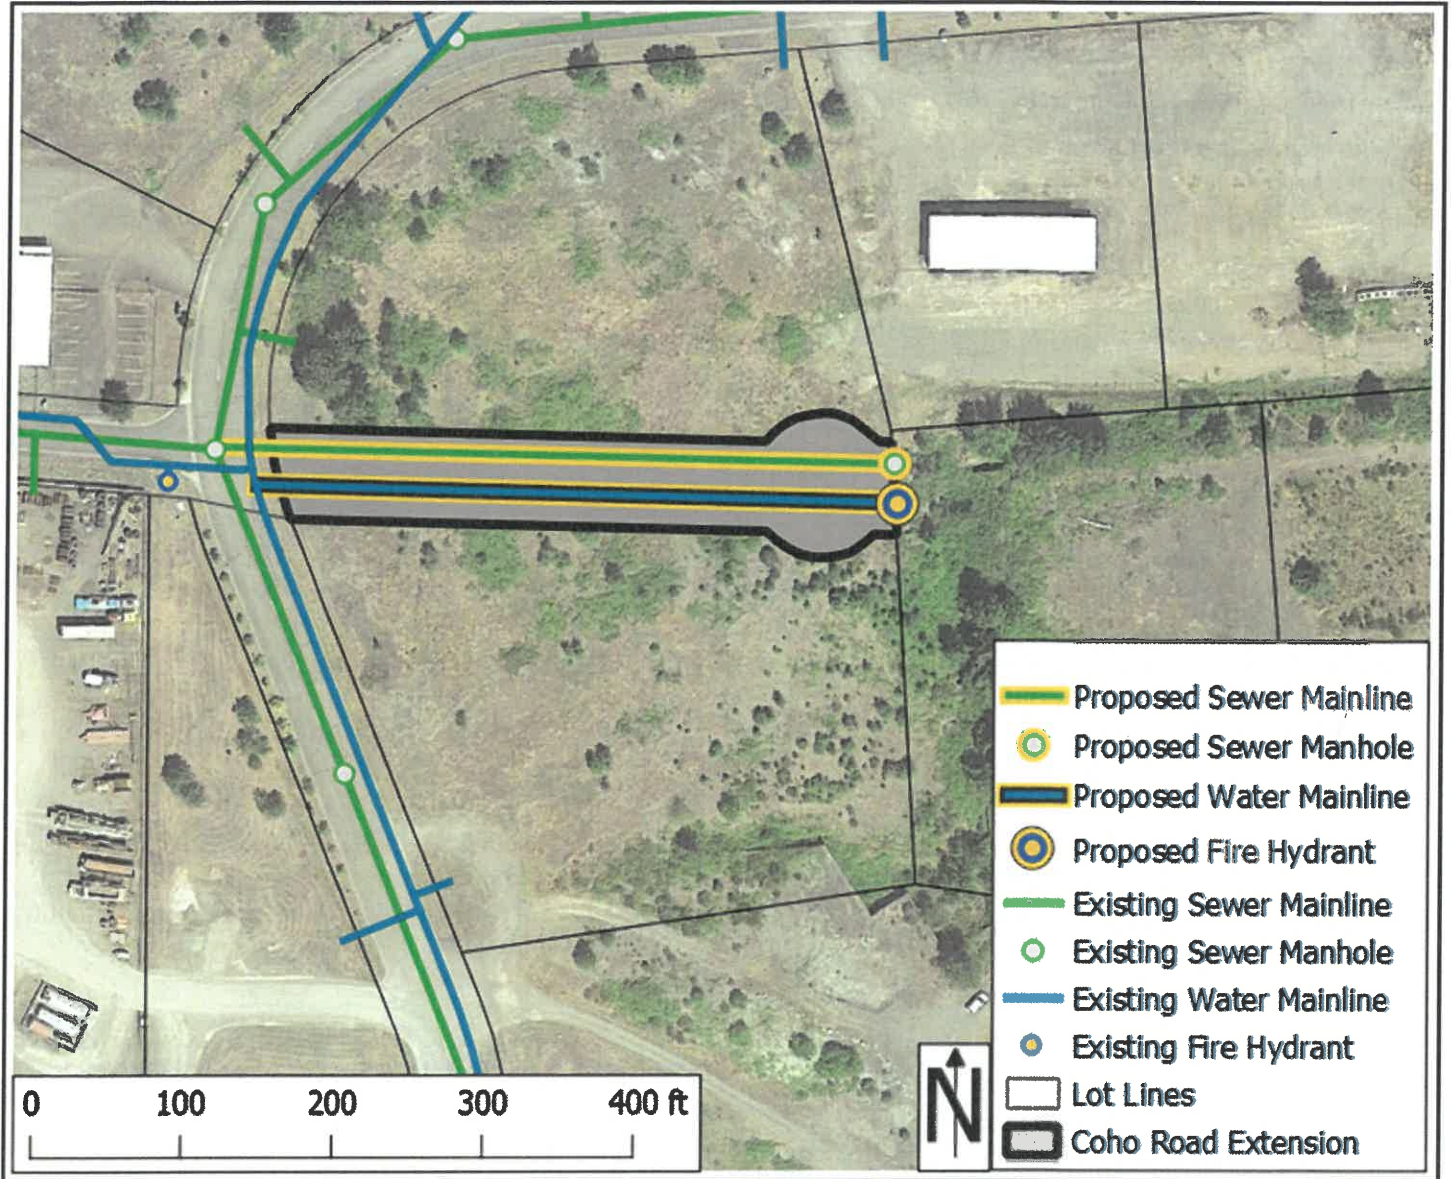 Proposed Sewer Mainline
Proposed Sewer Manhole
Proposed Water Mainline
Proposed Fire Hydrant
Existing Sewer Mainline
Existing Sewer Manhole
Existing Water Mainline
Existing Fire Hydrant
Lot Lines
Coho Road Extension
N
0 100 200 300 400 ft